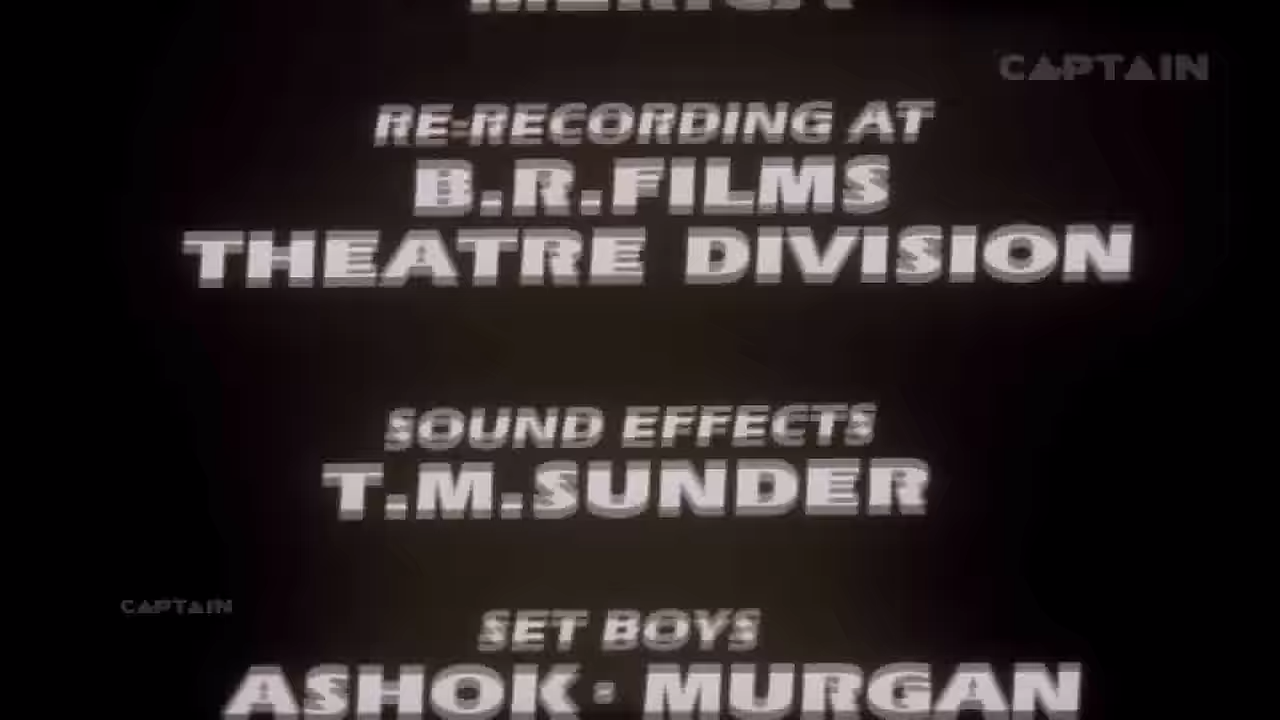 CAPTAIN
RE-RECORDING AT
B.R.FILMS
THEATRE DIVISION
SOUND EFFECTS
T.M.SUNDER
CAPTAIN
SET BOYS
ASHOK · MURGAN